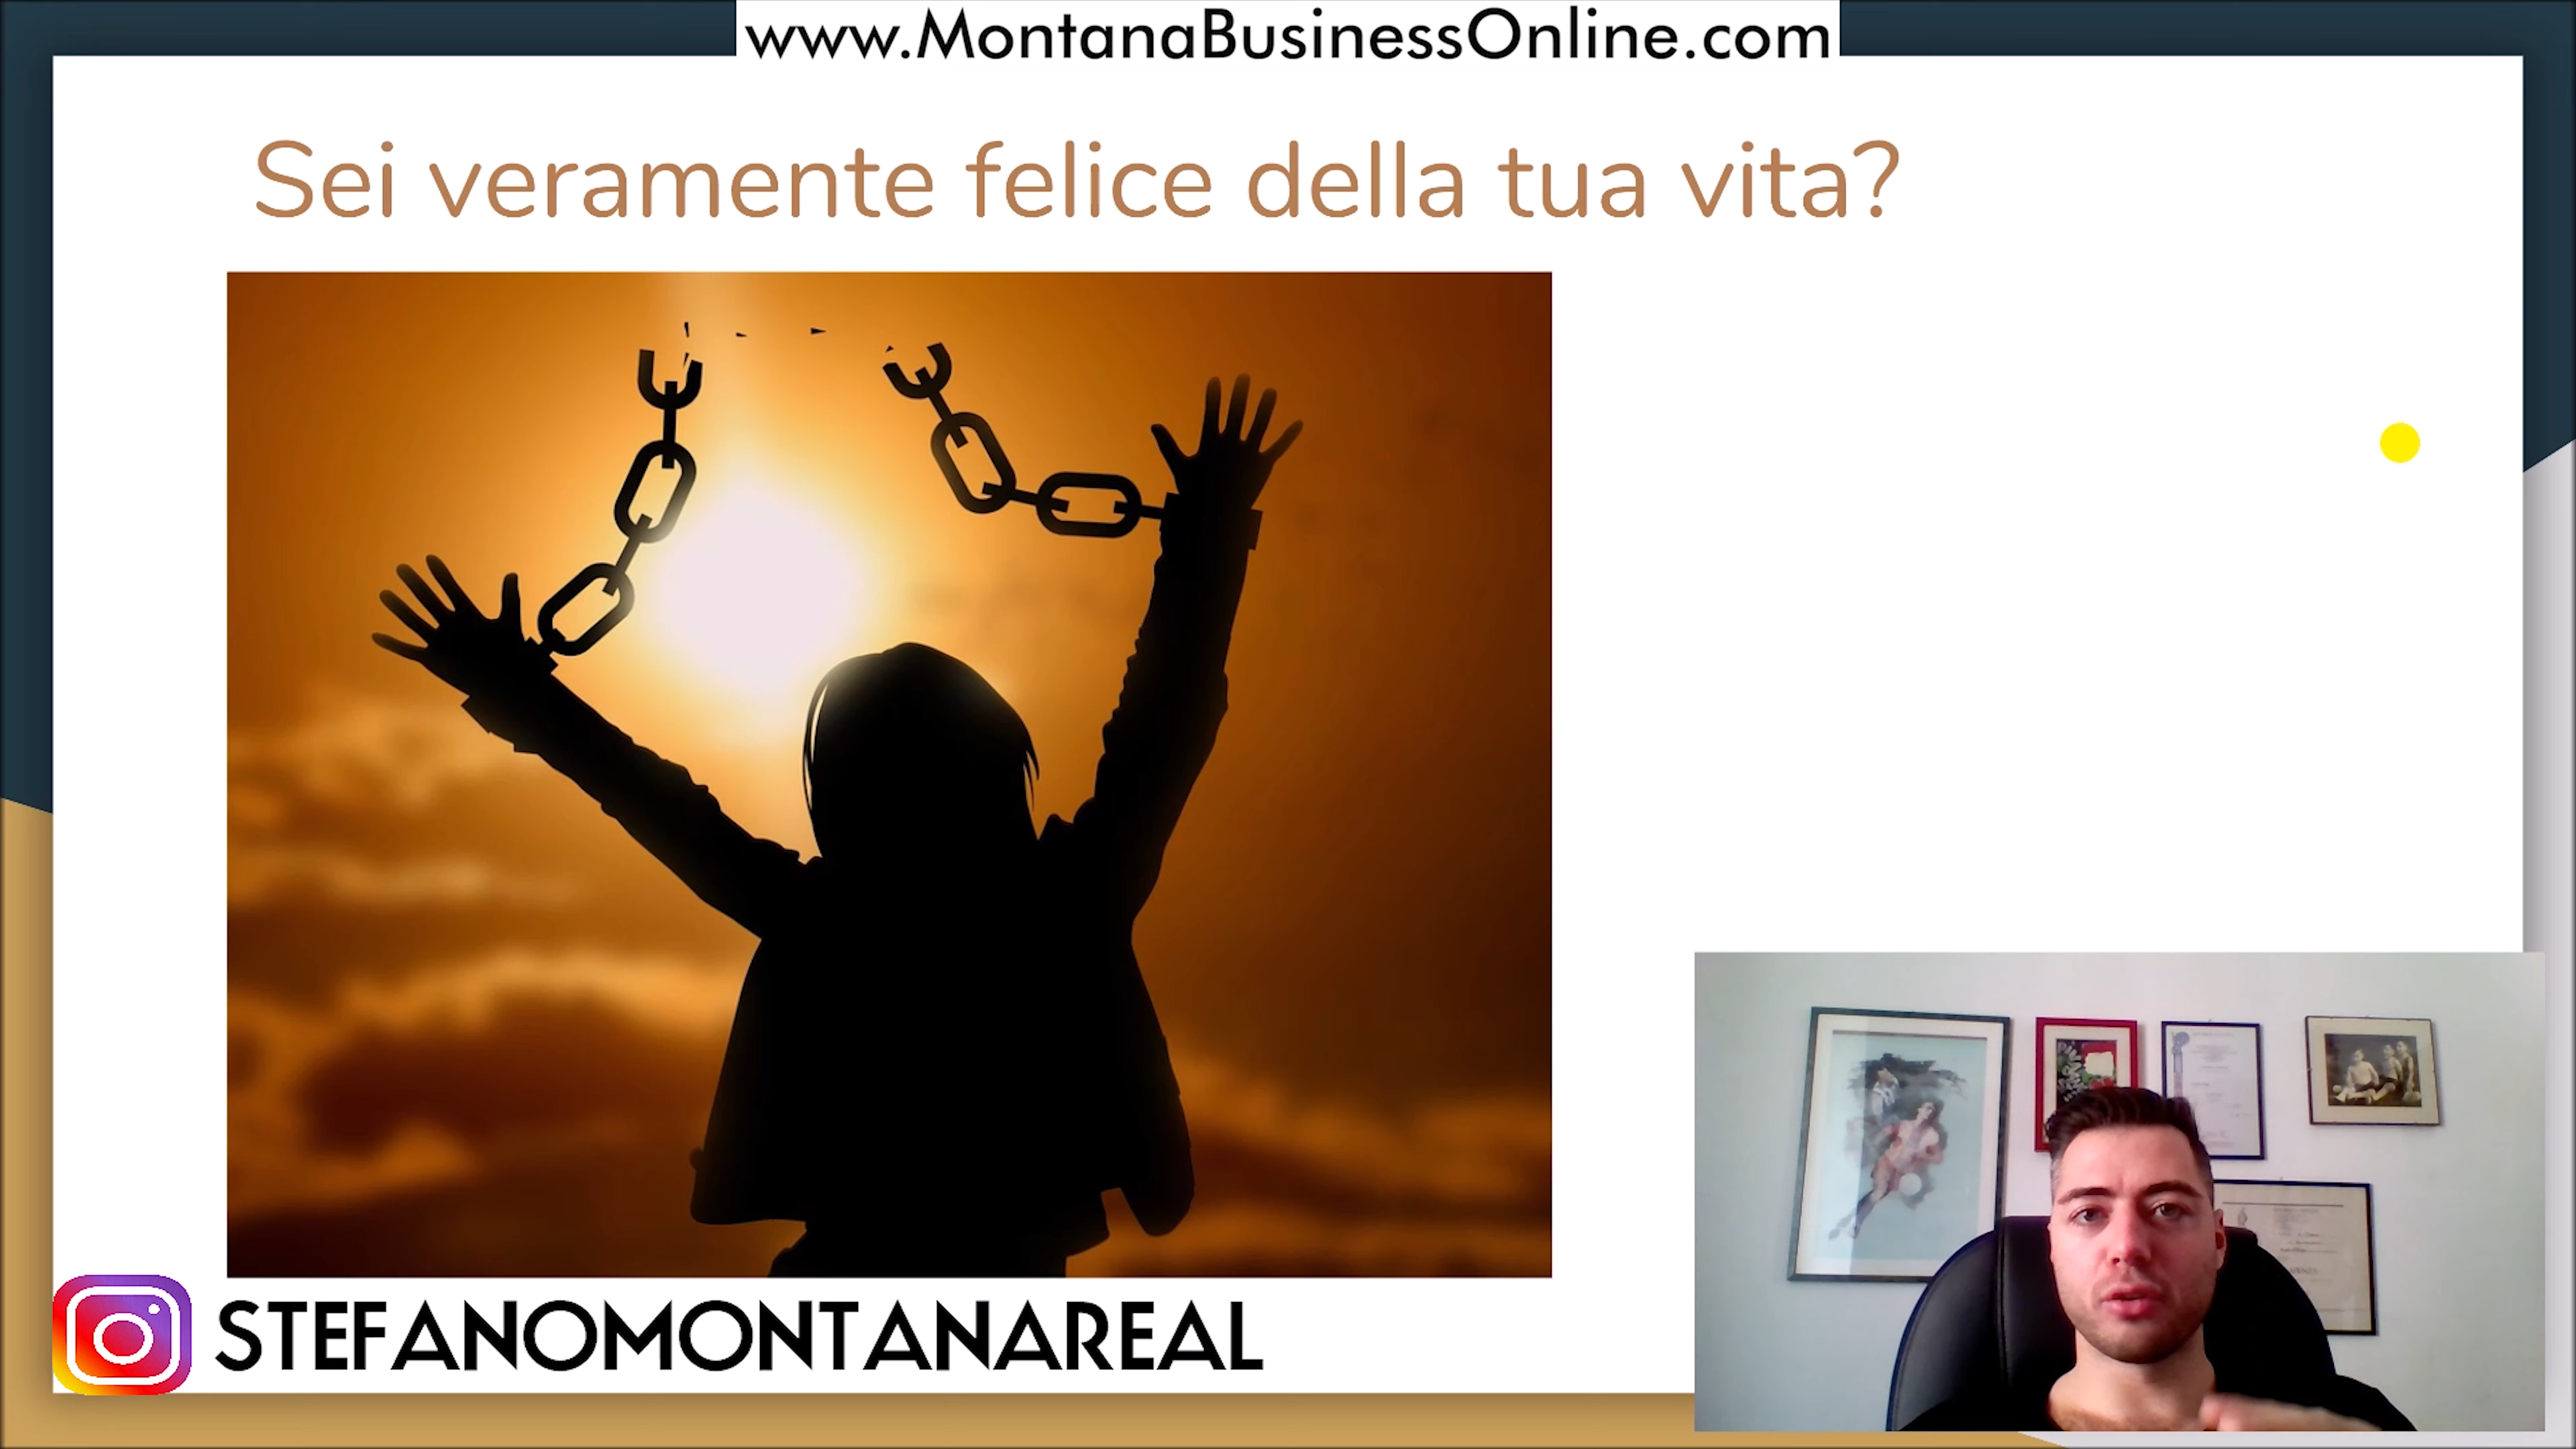 www.MontanaBusinessOnline.com
Sei veramente felice della tua vita?
STEFANOMONTANAREAL